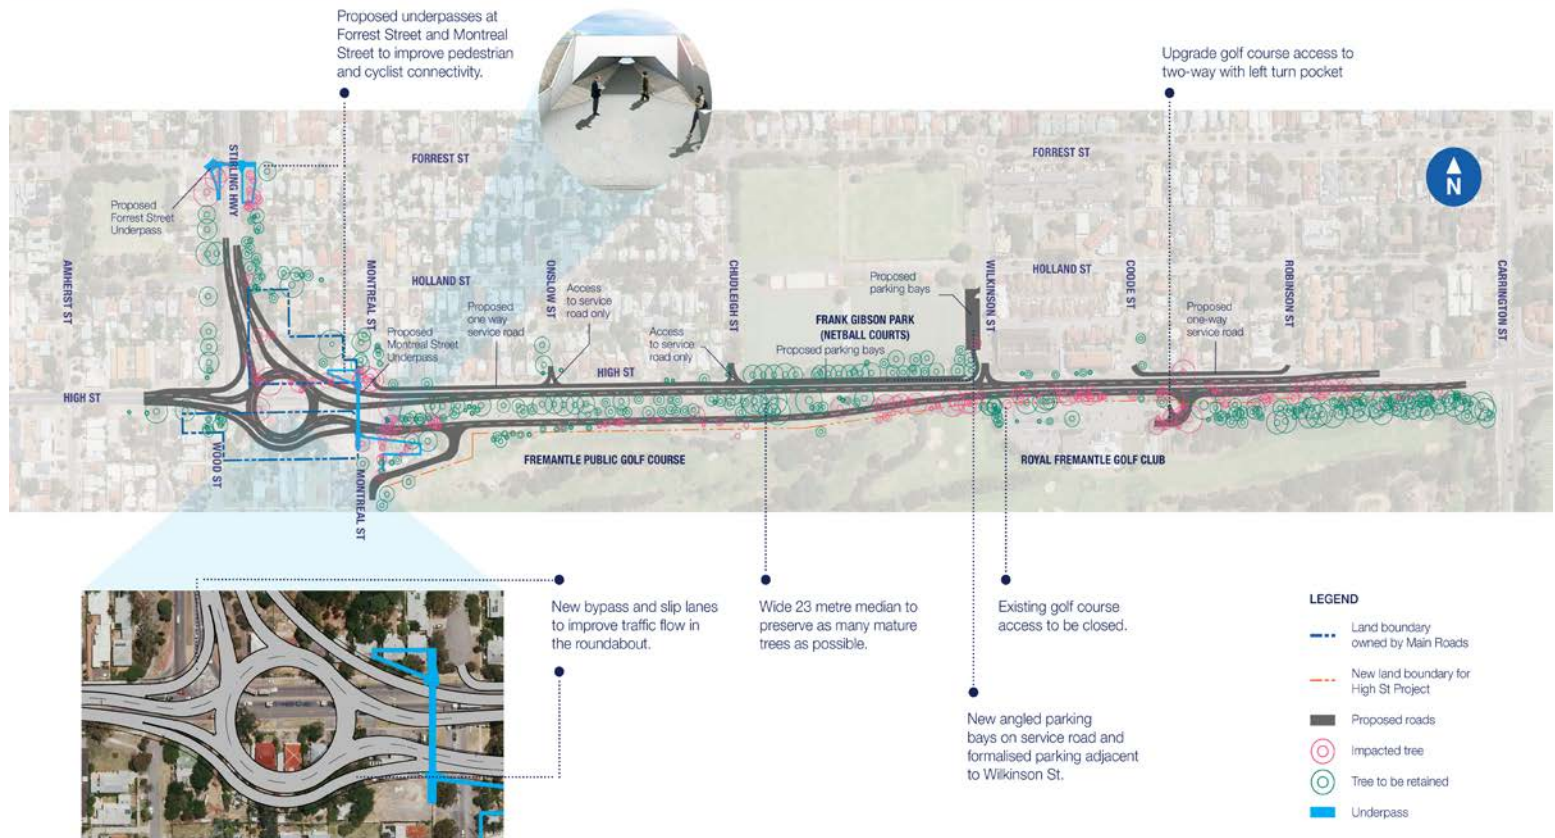 Proposed underpasses at
Forrest Street and Montreal
Street to improve pedestrian
and cyclist connectivity.
Upgrade golf course access to
two-way with left turn pocket
STIRLING HWY
FORREST ST
FORREST ST
N
Proposed
Forrest Street
Underpass
AMHERST ST
MONTREAL ST
HOLLAND ST
ONSLOW ST
CHUDLEIGH ST
WILKINSON ST
HOLLAND ST
COODE ST
ROBINSON ST
CARRINGTON ST
Proposed
parking bays
Access
to service
road only
Proposed
one way
service road
Proposed
Montreal Street
Underpass
Access
to service
road only
FRANK GIBSON PARK
(NETBALL COURTS)
Proposed parking bays
Proposed
one-way
service road
HIGH ST
HIGH ST
WOOD ST
FREMANTLE PUBLIC GOLF COURSE
ROYAL FREMANTLE GOLF CLUB
MONTREAL ST
New bypass and slip lanes
to improve traffic flow in
the roundabout.
Wide 23 metre median to
preserve as many mature
trees as possible.
Existing golf course
access to be closed.
New angled parking
bays on service road and
formalised parking adjacent
to Wilkinson St.
LEGEND
Land boundary
owned by Main Roads
New land boundary for
High St Project
Proposed roads
Impacted tree
Tree to be retained
Underpass